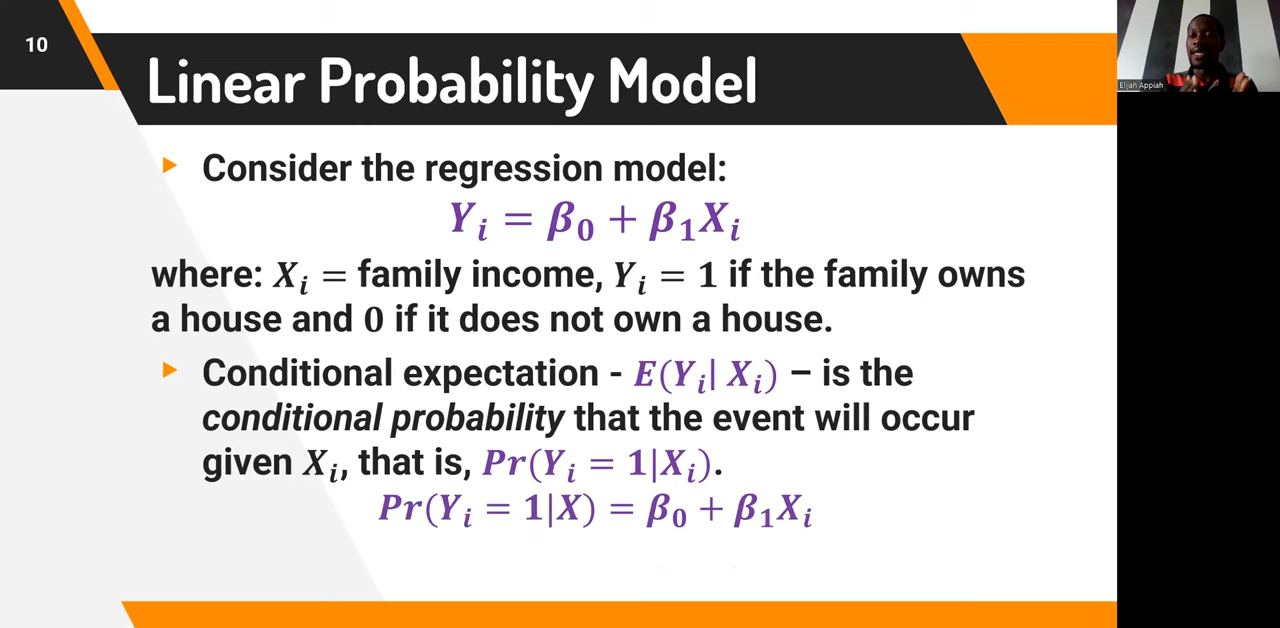 10
Linear Probability Model
Elijah Appiah
▶ Consider the regression model:
𝒀ᵢ = 𝜷₀ + 𝜷₁𝑿ᵢ
where: 𝑿ᵢ = family income, 𝒀ᵢ = 1 if the family owns
a house and 0 if it does not own a house.
▶ Conditional expectation - 𝑬(𝒀ᵢ| 𝑿ᵢ) – is the
conditional probability that the event will occur
given 𝑿ᵢ, that is, 𝑷𝒓(𝒀ᵢ = 1|𝑿ᵢ).
𝑷𝒓(𝒀ᵢ = 1|𝑿) = 𝜷₀ + 𝜷₁𝑿ᵢ